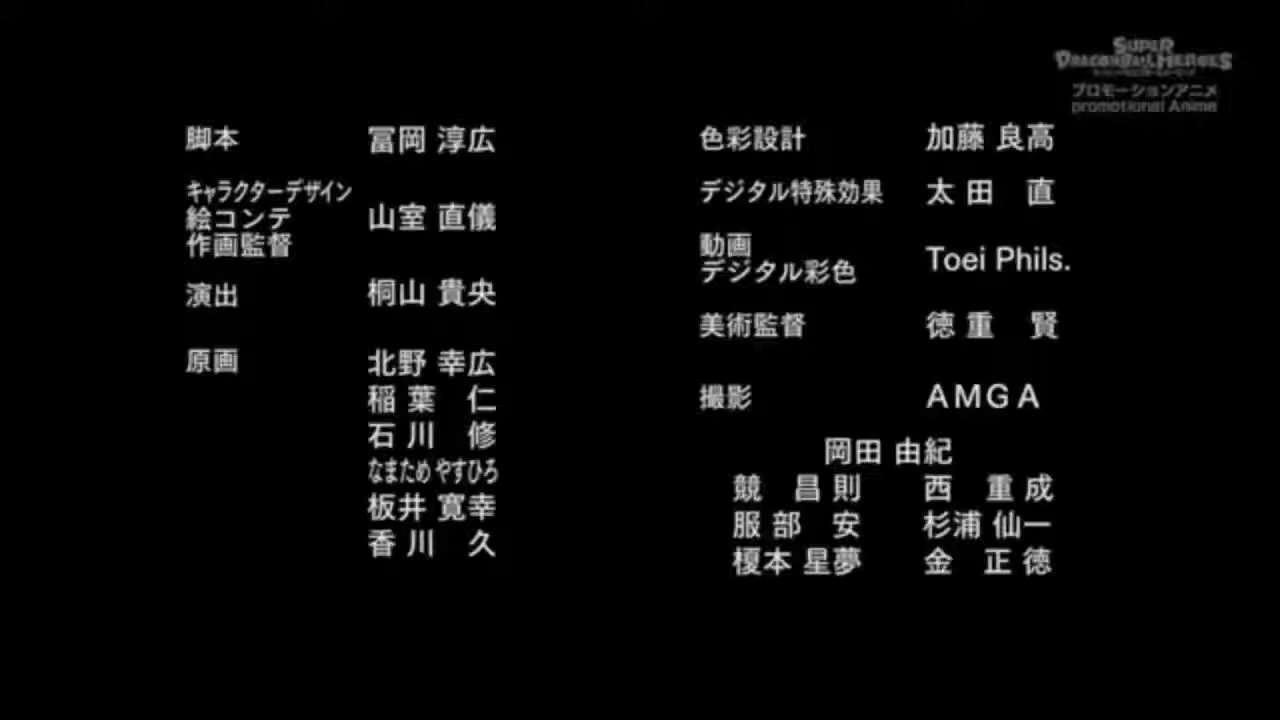 SUPER
DRAGONBALL HEROES
プロモーションアニメ
promotional Anime
脚本 冨岡 淳広
キャラクターデザイン
絵コンテ 山室 直儀
作画監督
演出 桐山 貴央
原画 北野 幸広
稲葉 仁
石川 修
なまため やすひろ
板井 寛幸
香川 久
色彩設計 加藤 良高
デジタル特殊効果 太田 直
動画
デジタル彩色 Toei Phils.
美術監督 徳重 賢
撮影 AMGA
岡田 由紀
競 昌則 西 重成
服部 安 杉浦 仙一
榎本 星夢 金 正徳